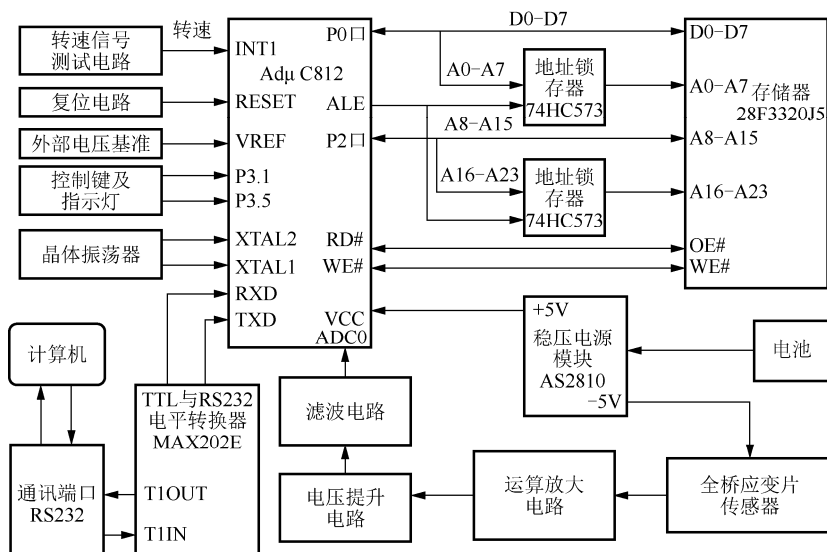 转速信号
测试电路
转速
复位电路
外部电压基准
控制键及
指示灯
晶体振荡器
INT1
P0口
Adμ C812
RESET
ALE
VREF
P2口
P3.1
P3.5
XTAL2
RD#
XTAL1
WE#
RXD
TXD
VCC
ADC0
D0-D7
A0-A7
地址锁
存器
74HC573
A8-A15
A16-A23
地址锁
存器
74HC573
D0-D7
A0-A7
存储器
28F3320J5
A8-A15
A16-A23
OE#
WE#
+5V
稳压电源
模块
AS2810
-5V
电池
计算机
TTL与RS232
电平转换器
MAX202E
T1OUT
T1IN
通讯端口
RS232
滤波电路
电压提升
电路
运算放大
电路
全桥应变片
传感器